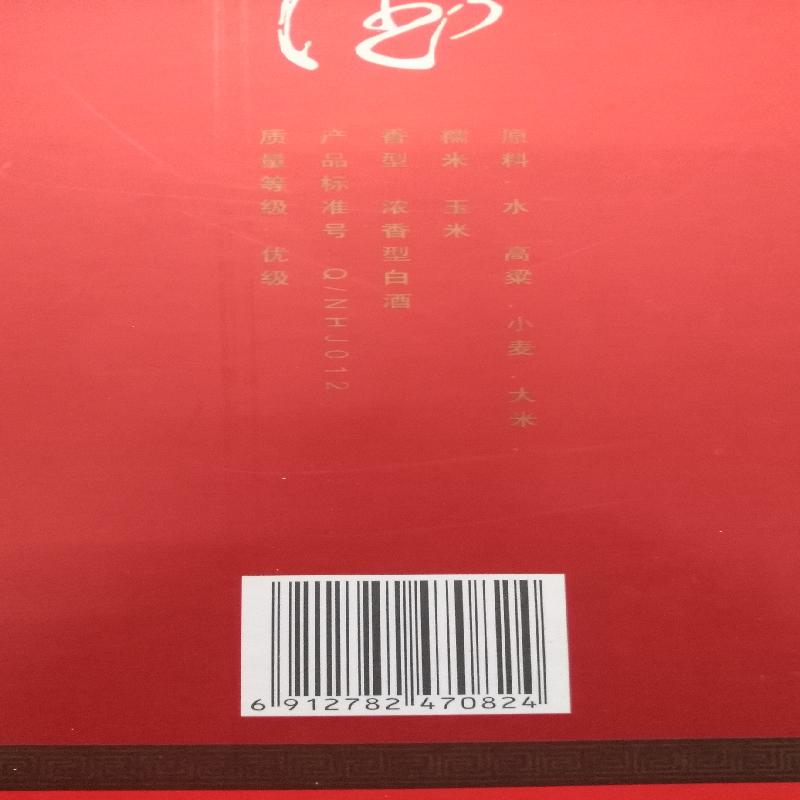 原料 水 高粱 小麦 大米
糯米 玉米
香型 浓香型白酒
产品标准号 Q/NHJ012
质量等级 优级
6 912782 470824